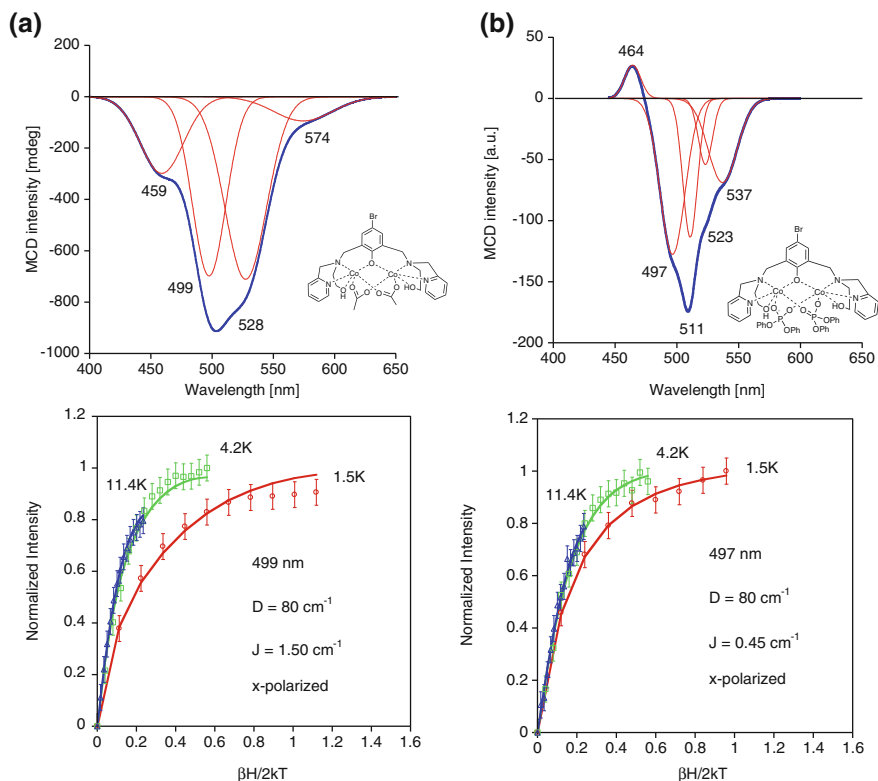 (a)
200
0
-200
-400
-600
-800
-1000
MCD intensity [mdeg]
400 450 500 550 600 650
Wavelength [nm]
459
499
528
574
Br
N O N
N Co Co N
O H O O O O HO
(b)
50
0
-50
-100
-150
-200
MCD intensity [a.u.]
400 450 500 550 600 650
Wavelength [nm]
464
497
511
523
537
Br
N O N
N Co Co N
O H O O O O HO
P P
PhO OPh PhO OPh
1.2
1
0.8
0.6
0.4
0.2
0
Normalized Intensity
0 0.2 0.4 0.6 0.8 1 1.2 1.4 1.6
βH/2kT
11.4K
4.2K
1.5K
499 nm
D = 80 cm⁻¹
J = 1.50 cm⁻¹
x-polarized
1.2
1
0.8
0.6
0.4
0.2
0
Normalized Intensity
0 0.2 0.4 0.6 0.8 1 1.2 1.4 1.6
βH/2kT
11.4K
4.2K
1.5K
497 nm
D = 80 cm⁻¹
J = 0.45 cm⁻¹
x-polarized